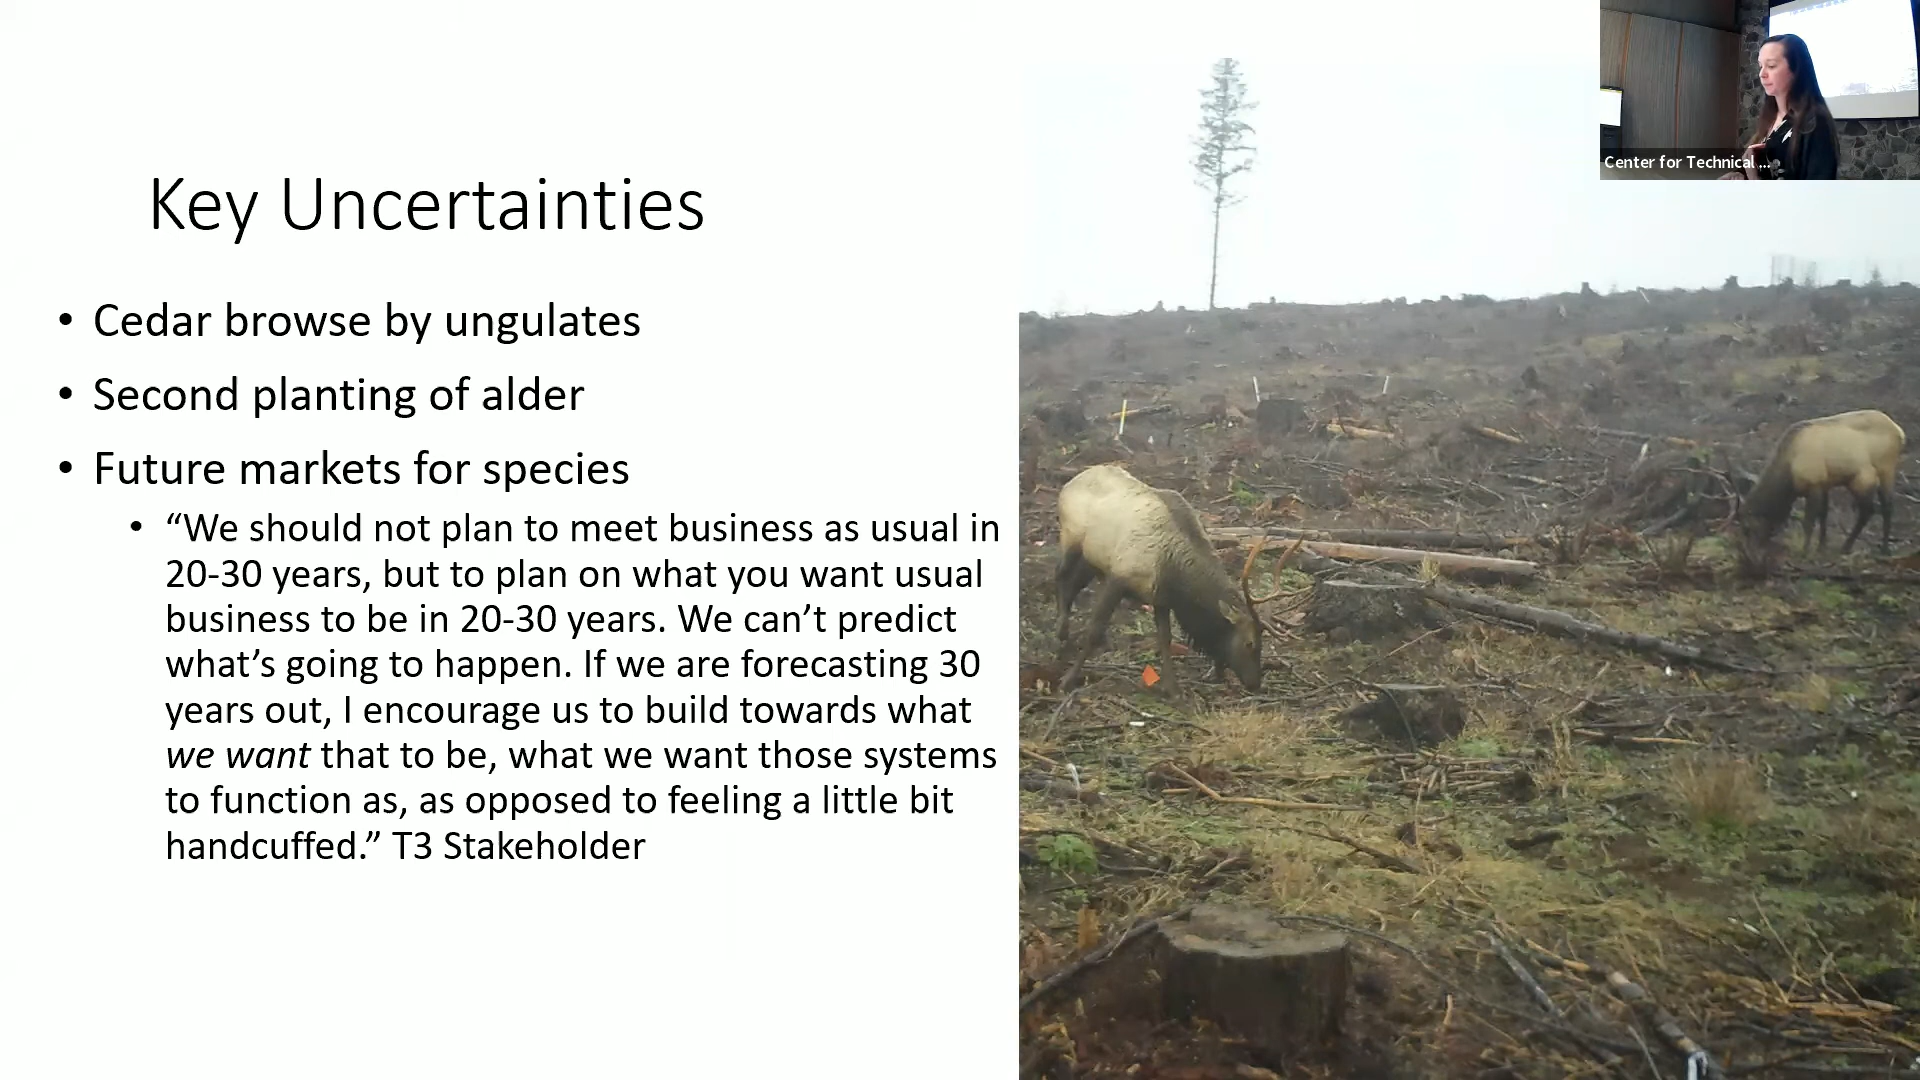 Center for Technical ...
Key Uncertainties
• Cedar browse by ungulates
• Second planting of alder
• Future markets for species
• “We should not plan to meet business as usual in
20-30 years, but to plan on what you want usual
business to be in 20-30 years. We can’t predict
what’s going to happen. If we are forecasting 30
years out, I encourage us to build towards what
we want that to be, what we want those systems
to function as, as opposed to feeling a little bit
handcuffed.” T3 Stakeholder